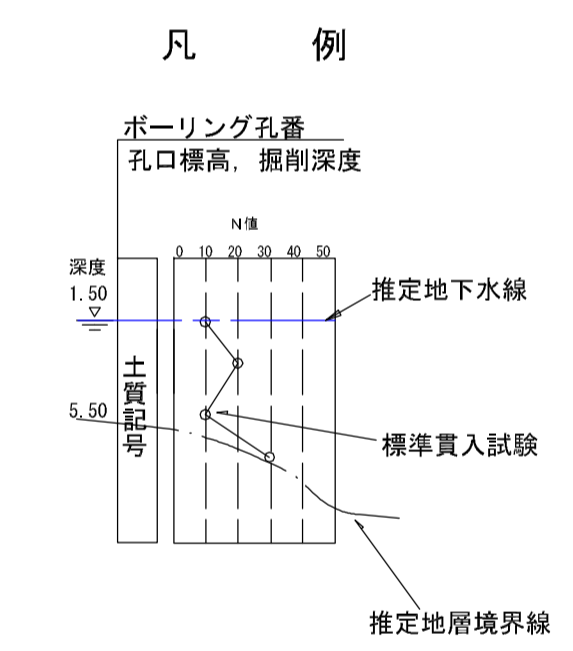 凡 例
ボーリング孔番
孔口標高, 掘削深度
N値
0 10 20 30 40 50
深度
1.50
推定地下水線
土質記号
5.50
標準貫入試験
推定地層境界線